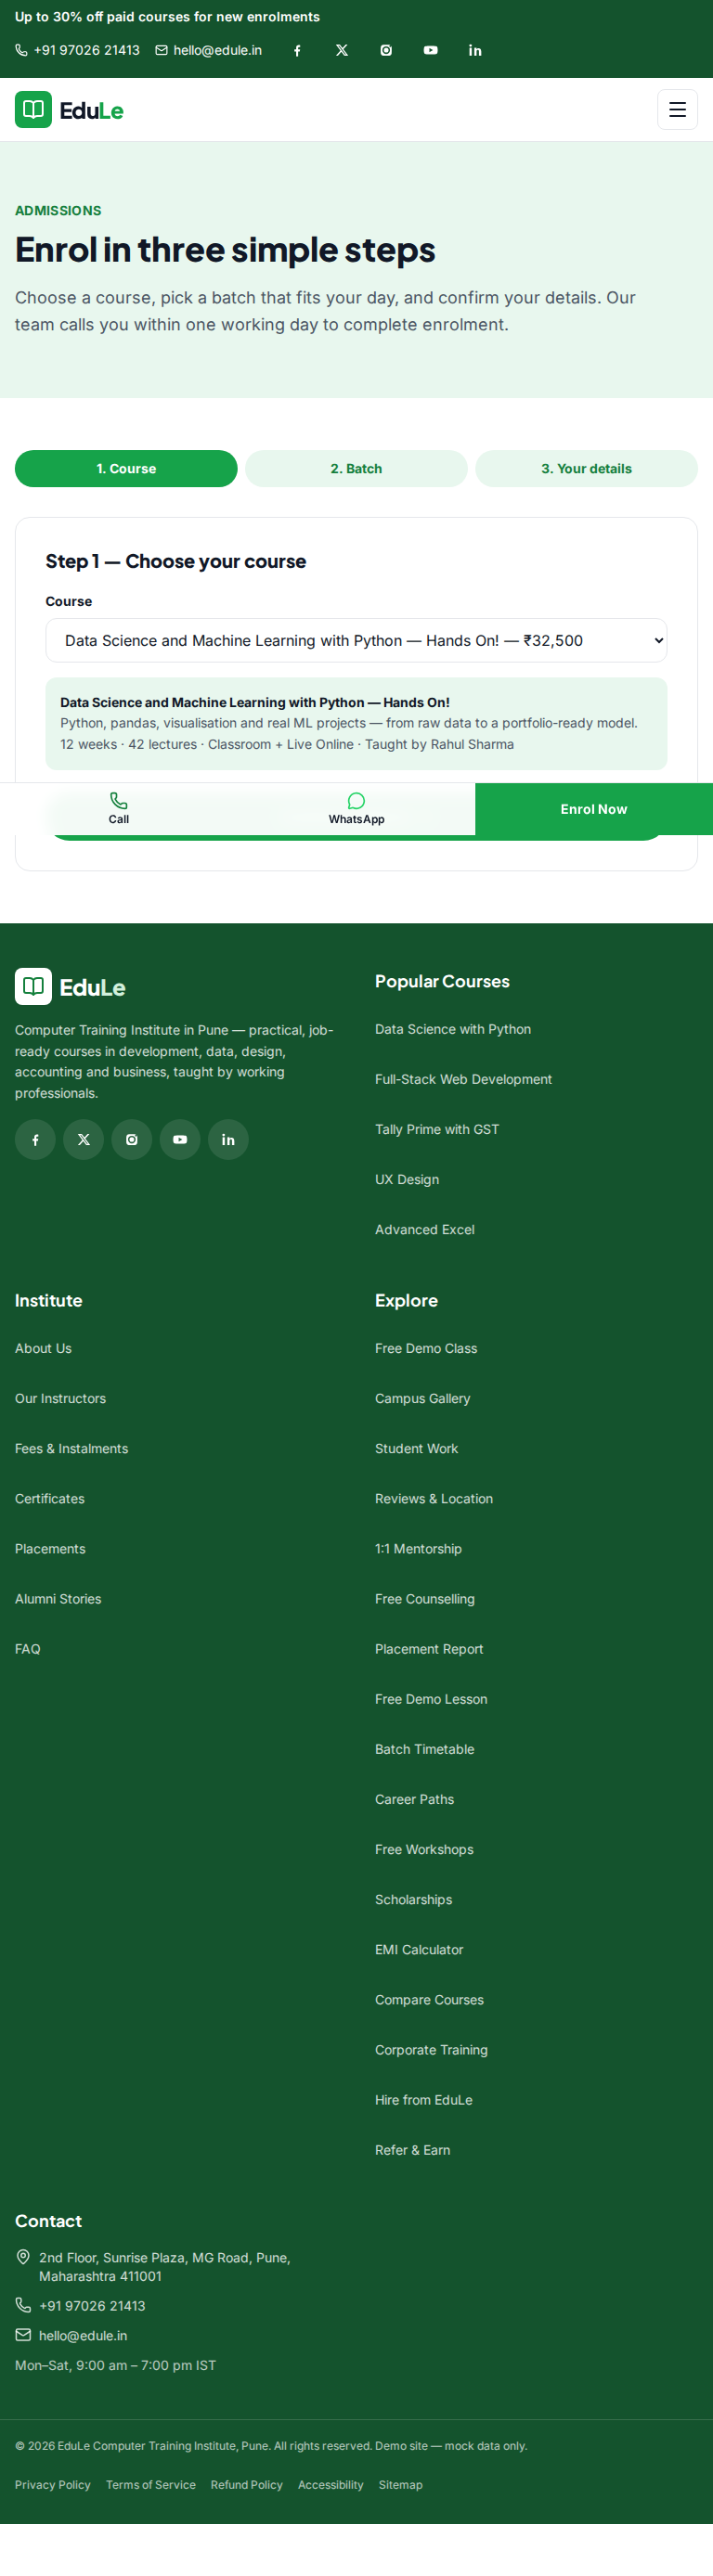 Up to 30% off paid courses for new enrolments
+91 97026 21413 hello@edule.in
EduLe
ADMISSIONS
Enrol in three simple steps
Choose a course, pick a batch that fits your day, and confirm your details. Our
team calls you within one working day to complete enrolment.
1. Course 2. Batch 3. Your details
Step 1 — Choose your course
Course
Data Science and Machine Learning with Python — Hands On! — ₹32,500
Data Science and Machine Learning with Python — Hands On!
Python, pandas, visualisation and real ML projects — from raw data to a portfolio-ready model.
12 weeks · 42 lectures · Classroom + Live Online · Taught by Rahul Sharma
Call WhatsApp Enrol Now
EduLe
Computer Training Institute in Pune — practical, job-
ready courses in development, data, design,
accounting and business, taught by working
professionals.
Popular Courses
Data Science with Python
Full-Stack Web Development
Tally Prime with GST
UX Design
Advanced Excel
Institute
About Us
Our Instructors
Fees & Instalments
Certificates
Placements
Alumni Stories
FAQ
Explore
Free Demo Class
Campus Gallery
Student Work
Reviews & Location
1:1 Mentorship
Free Counselling
Placement Report
Free Demo Lesson
Batch Timetable
Career Paths
Free Workshops
Scholarships
EMI Calculator
Compare Courses
Corporate Training
Hire from EduLe
Refer & Earn
Contact
2nd Floor, Sunrise Plaza, MG Road, Pune,
Maharashtra 411001
+91 97026 21413
hello@edule.in
Mon–Sat, 9:00 am – 7:00 pm IST
© 2026 EduLe Computer Training Institute, Pune. All rights reserved. Demo site — mock data only.
Privacy Policy Terms of Service Refund Policy Accessibility Sitemap